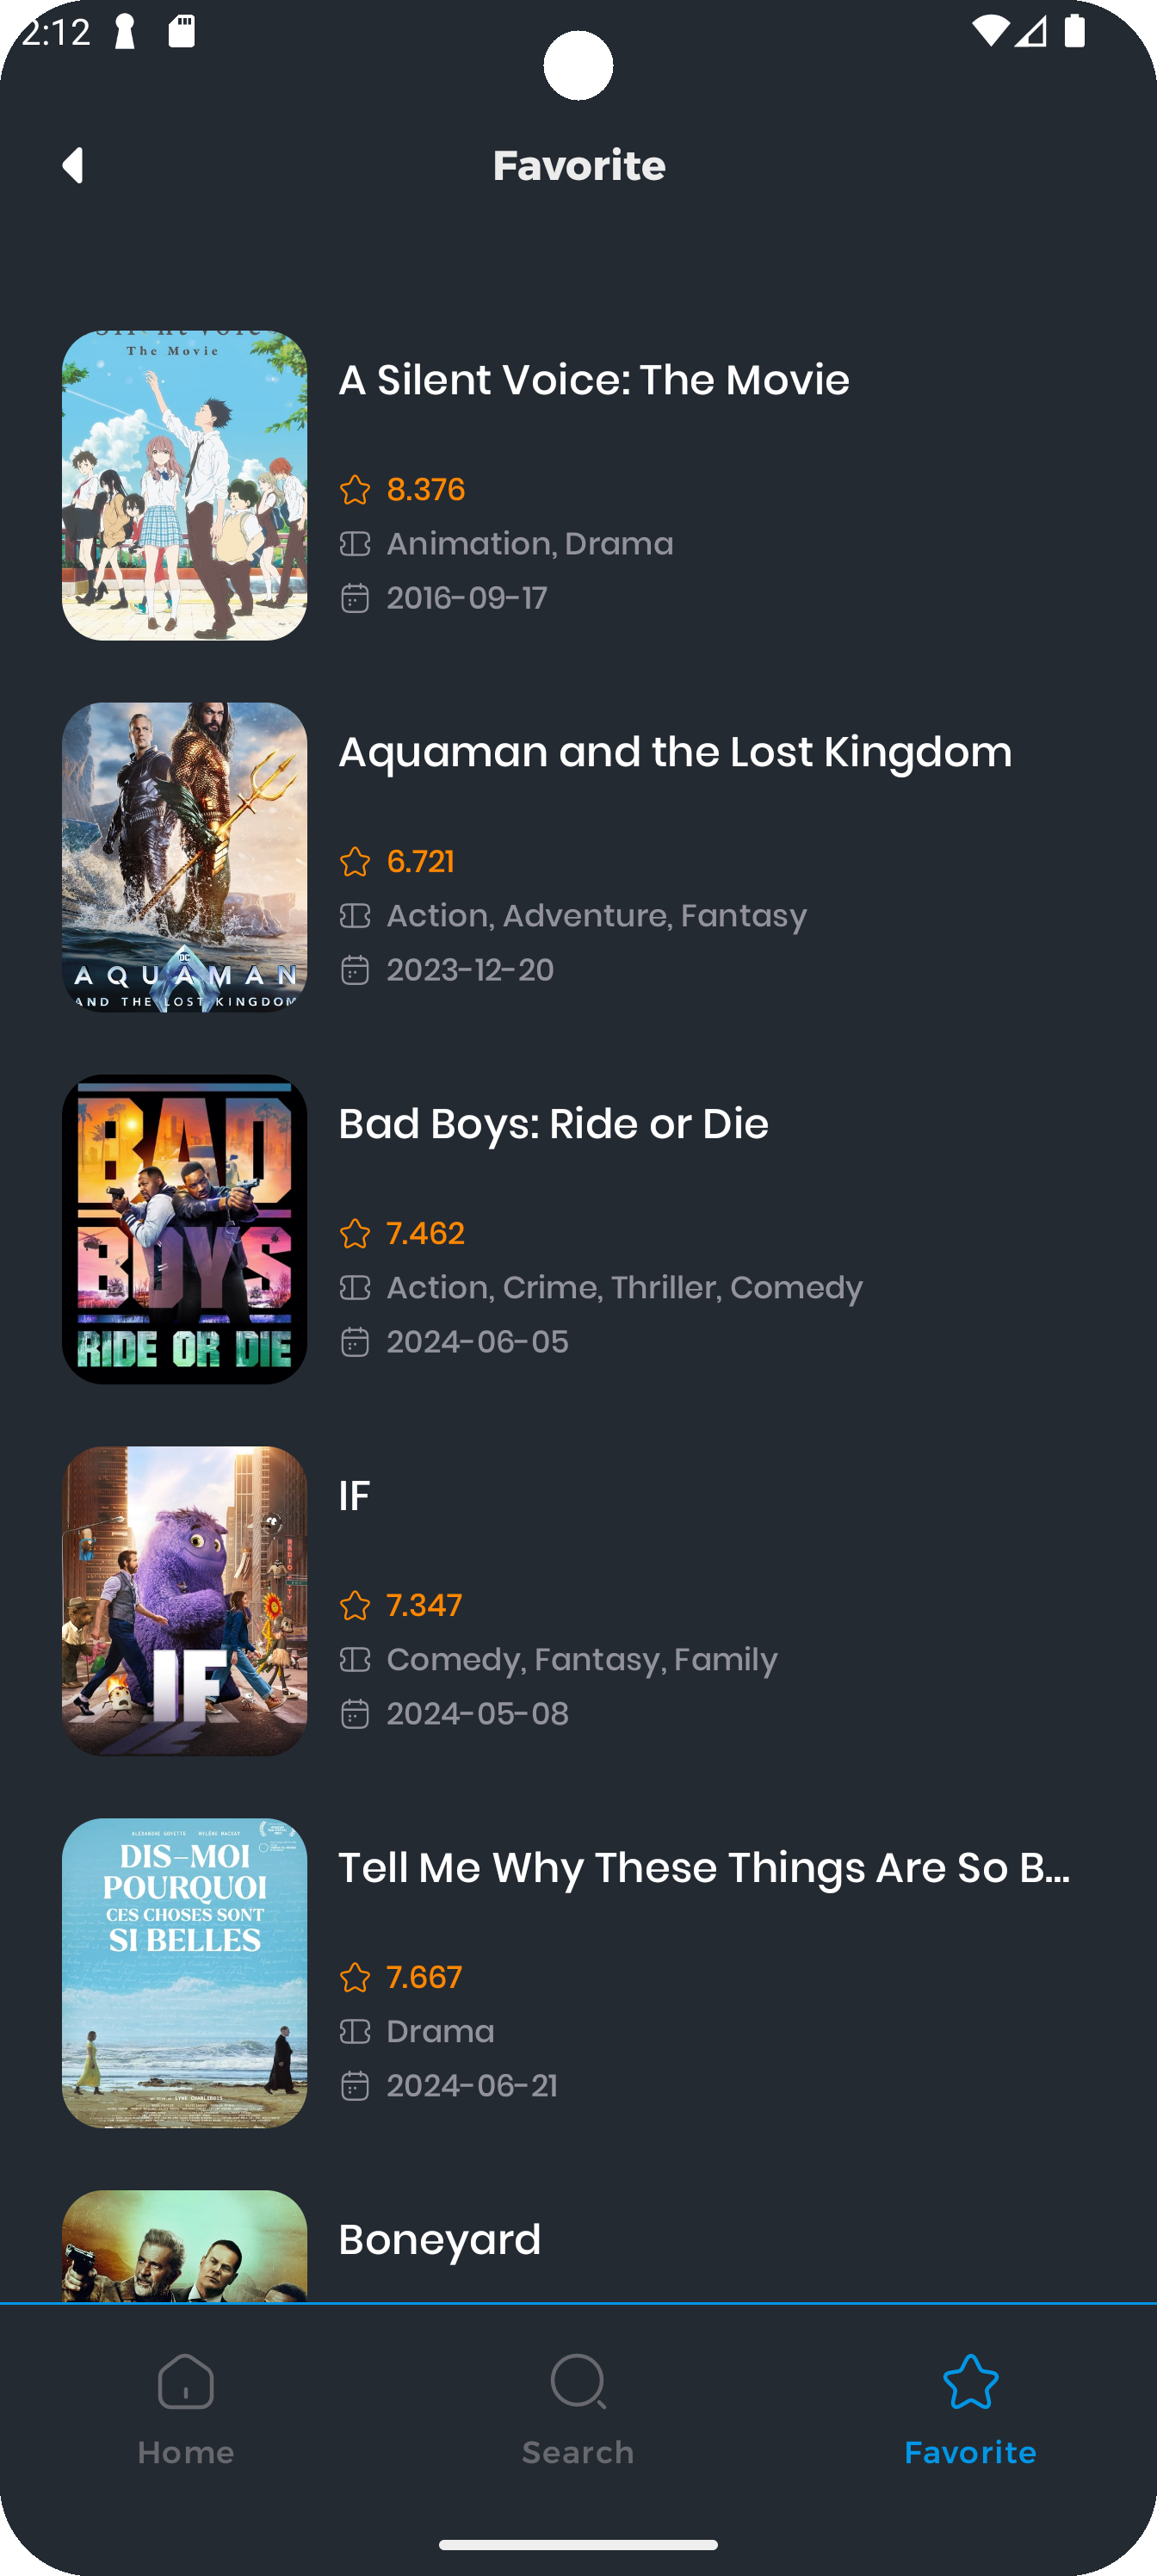 2:12
Favorite
The Movie
A Silent Voice: The Movie
8.376
Animation, Drama
2016-09-17
AQUAMAN
AND THE LOST KINGDOM
DC
Aquaman and the Lost Kingdom
6.721
Action, Adventure, Fantasy
2023-12-20
BAD
BOYS
RIDE OR DIE
Bad Boys: Ride or Die
7.462
Action, Crime, Thriller, Comedy
2024-06-05
IF
IF
7.347
Comedy, Fantasy, Family
2024-05-08
DIS-MOI
POURQUOI
CES CHOSES SONT
SI BELLES
Tell Me Why These Things Are So B...
7.667
Drama
2024-06-21
Boneyard
Home
Search
Favorite